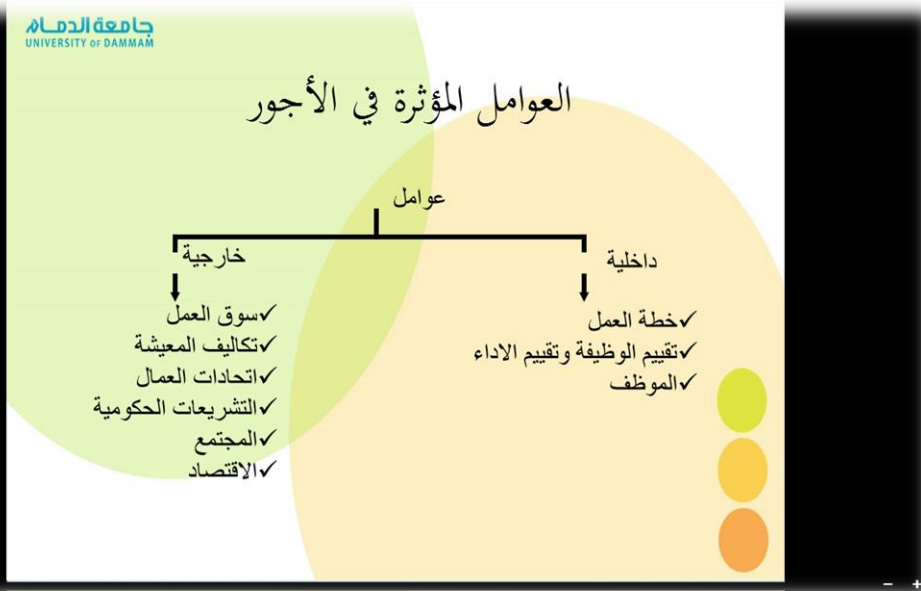 جامعة الدمام
UNIVERSITY OF DAMMAM
العوامل المؤثرة في الأجور
عوامل
داخلية
✓خطة العمل
✓تقييم الوظيفة وتقييم الاداء
✓الموظف
خارجية
✓سوق العمل
✓تكاليف المعيشة
✓اتحادات العمال
✓التشريعات الحكومية
✓المجتمع
✓الاقتصاد